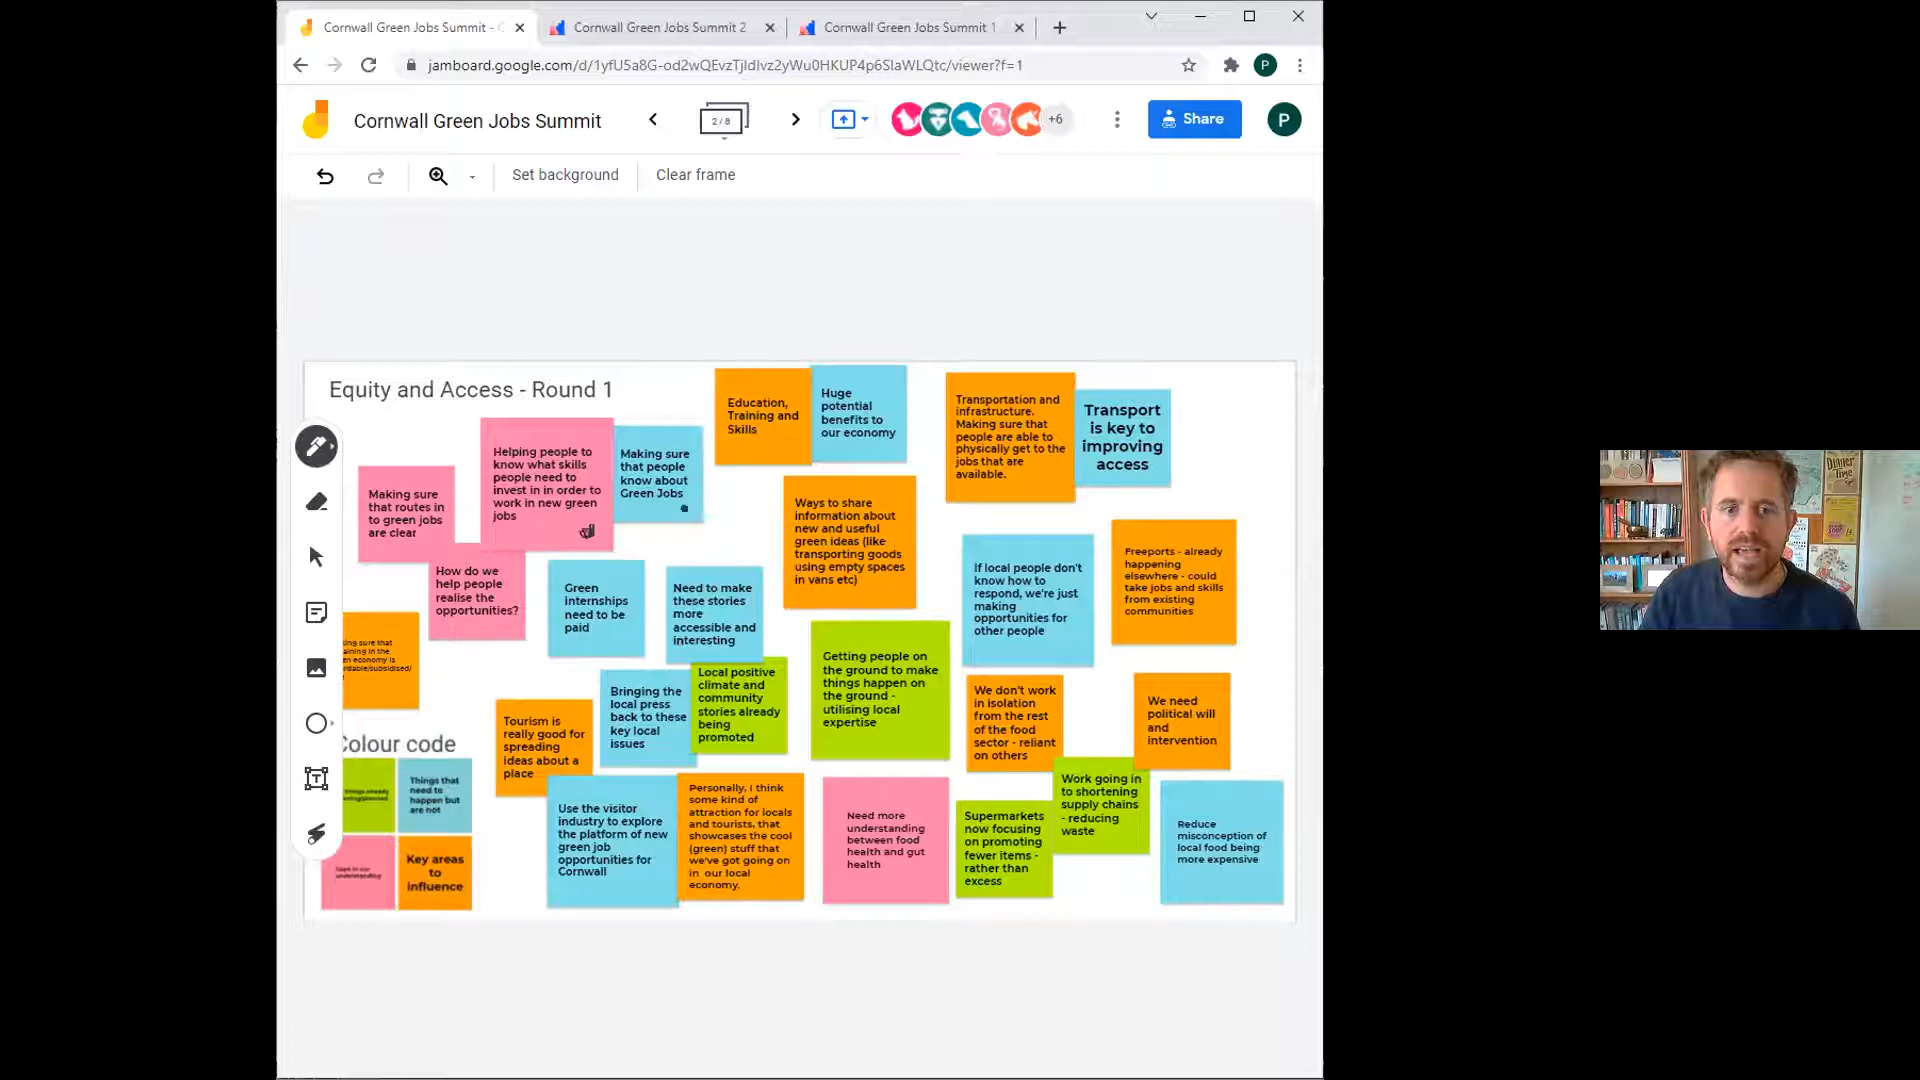 Cornwall Green Jobs Summit -
Cornwall Green Jobs Summit 2
Cornwall Green Jobs Summit 1
P
Cornwall Green Jobs Summit
2 / 8
+6
Share
P
Set background
Clear frame
Equity and Access - Round 1
Making sure
that routes in
to green jobs
are clear
Helping people to
know what skills
people need to
invest in in order to
work in new green
jobs
Making sure
that people
know about
Green Jobs
Education,
Training and
Skills
Huge
potential
benefits to
our economy
Transportation and
infrastructure.
Making sure that
people are able to
physically get to the
jobs that are
available.
Transport
is key to
improving
access
How do we
help people
realise the
opportunities?
Green
internships
need to be
paid
Need to make
these stories
more
accessible and
interesting
Ways to share
information about
new and useful
green ideas (like
transporting goods
using empty spaces
in vans etc)
If local people don't
know how to
respond, we're just
making
opportunities for
other people
Freeports - already
happening
elsewhere - could
take jobs and skills
from existing
communities
sure that
in the
economy is
Tourism is
really good for
spreading
ideas about a
place
Bringing the
local press
back to these
key local
issues
Local positive
climate and
community
stories already
being
promoted
Getting people on
the ground to make
things happen on
the ground -
utilising local
expertise
We don't work
in isolation
from the rest
of the food
sector - reliant
on others
We need
political will
and
intervention
Colour code
things already
Things that
need to
happen but
are not
Gaps in our
understanding
Key areas
to
influence
Use the visitor
industry to explore
the platform of new
green job
opportunities for
Cornwall
Personally, I think
some kind of
attraction for locals
and tourists, that
showcases the cool
(green) stuff that
we've got going on
in our local
economy.
Need more
understanding
between food
health and gut
health
Supermarkets
now focusing
on promoting
fewer items -
rather than
excess
Work going in
to shortening
supply chains
- reducing
waste
Reduce
misconception of
local food being
more expensive
Dinner
Time